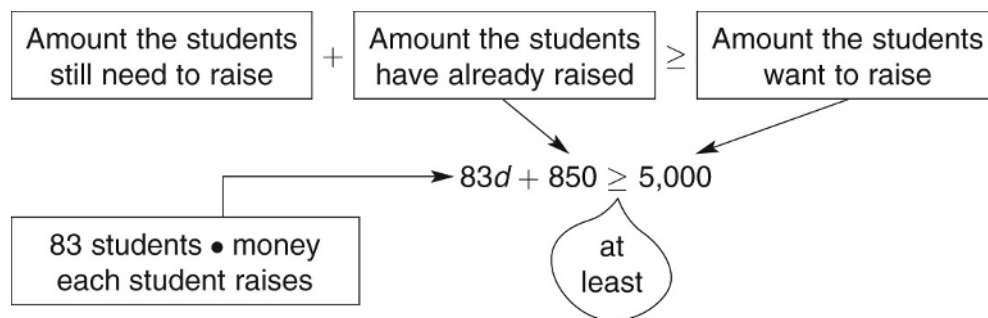 Amount the students
still need to raise
+
Amount the students
have already raised
≥
Amount the students
want to raise
83d + 850 ≥ 5,000
83 students • money
each student raises
at
least